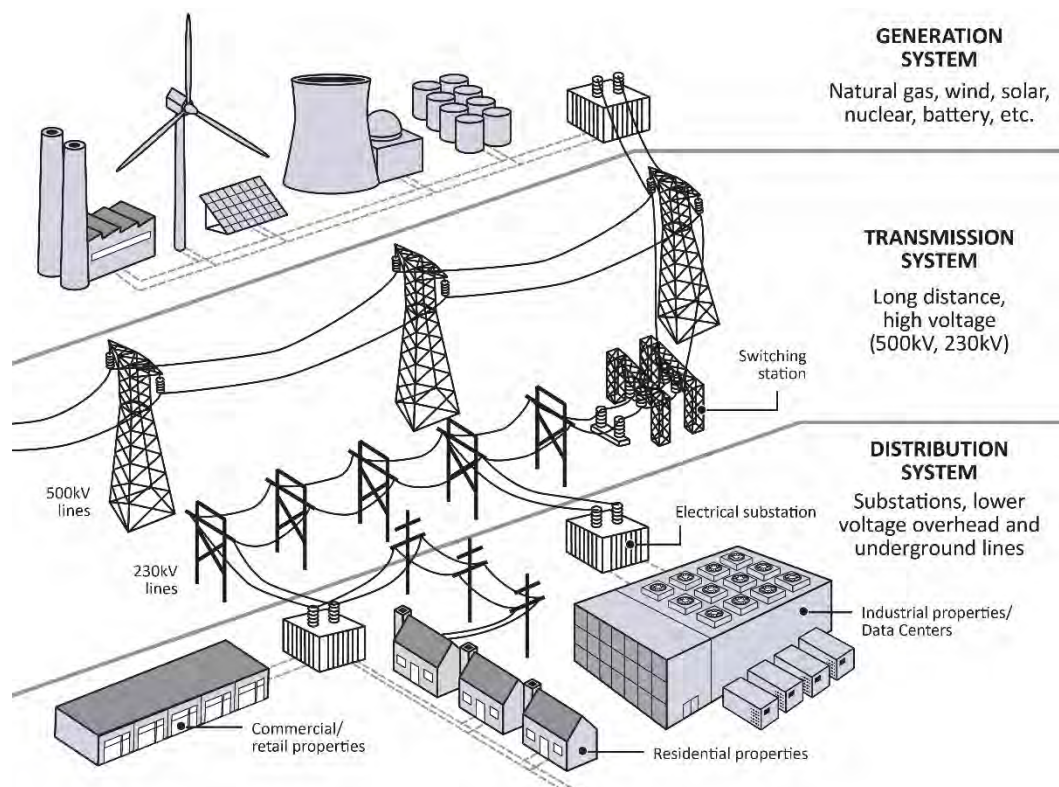 GENERATION
SYSTEM
Natural gas, wind, solar,
nuclear, battery, etc.
TRANSMISSION
SYSTEM
Long distance,
high voltage
(500kV, 230kV)
Switching
station
DISTRIBUTION
SYSTEM
Substations, lower
voltage overhead and
underground lines
500kV
lines
Electrical substation
230kV
lines
Industrial properties/
Data Centers
Commercial/
retail properties
Residential properties